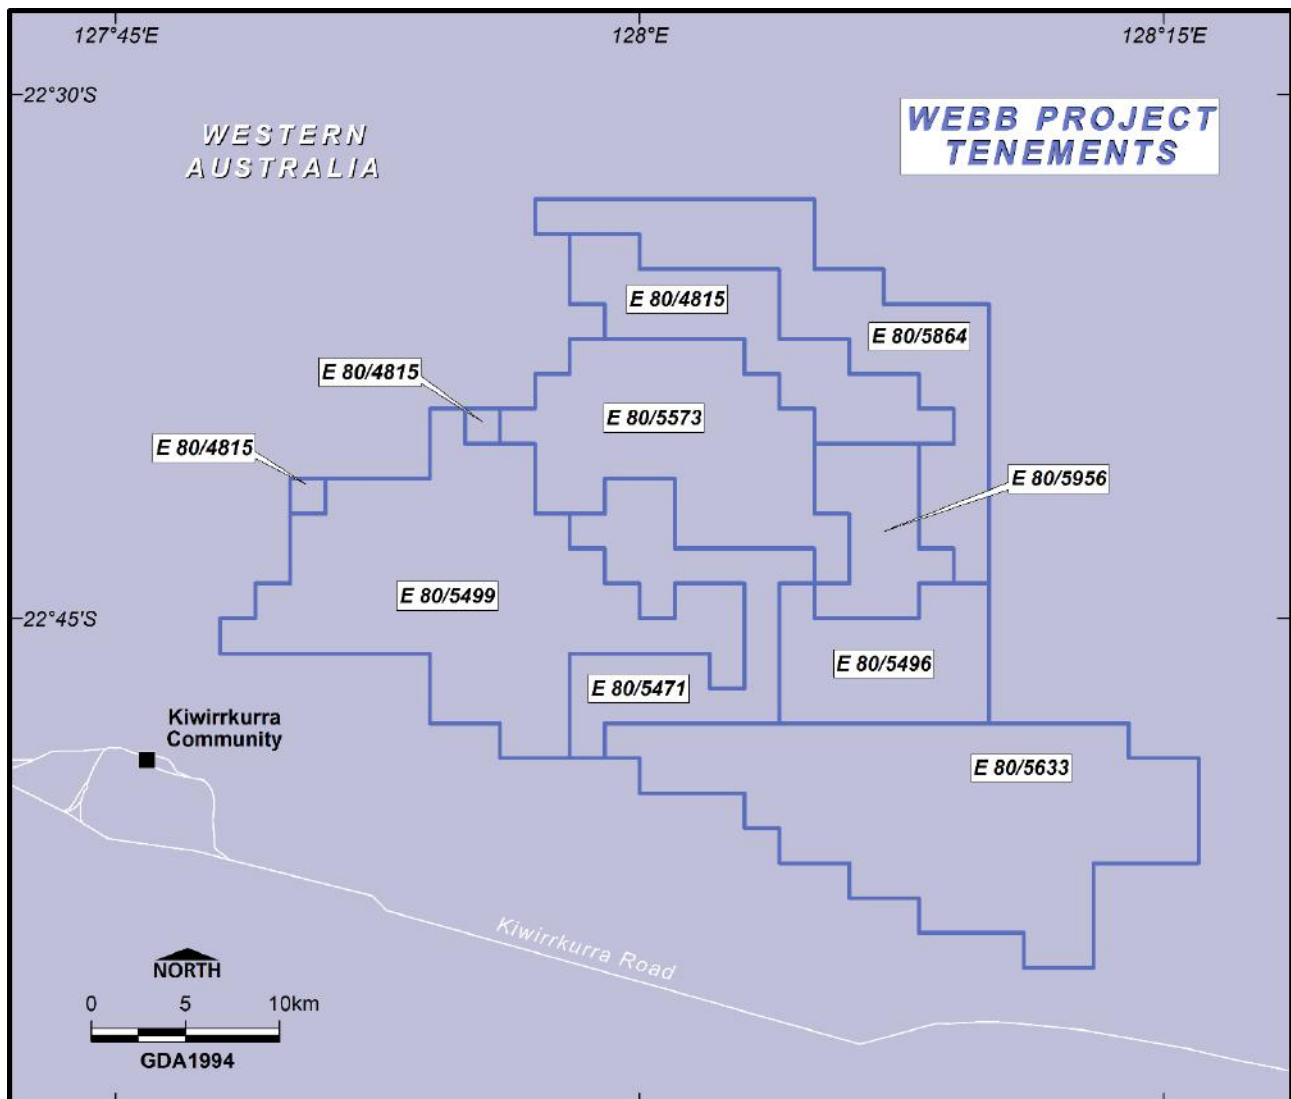 127°45'E
128°E
128°15'E
22°30'S
WESTERN
AUSTRALIA
WEBB PROJECT
TENEMENTS
E 80/4815
E 80/5864
E 80/4815
E 80/5573
E 80/4815
E 80/5956
E 80/5499
22°45'S
E 80/5496
E 80/5471
Kiwirrkurra
Community
E 80/5633
Kiwirrkurra Road
NORTH
0 5 10km
GDA1994